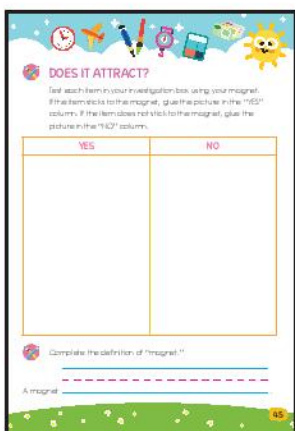 DOES IT ATTRACT?
Test each item in your investigation box using your magnet.
If the item sticks to the magnet, glue the picture in the "YES"
column. If the item does not stick to the magnet, glue the
picture in the "NO" column.
YES NO
Complete the definition of "magnet."
A magnet
45